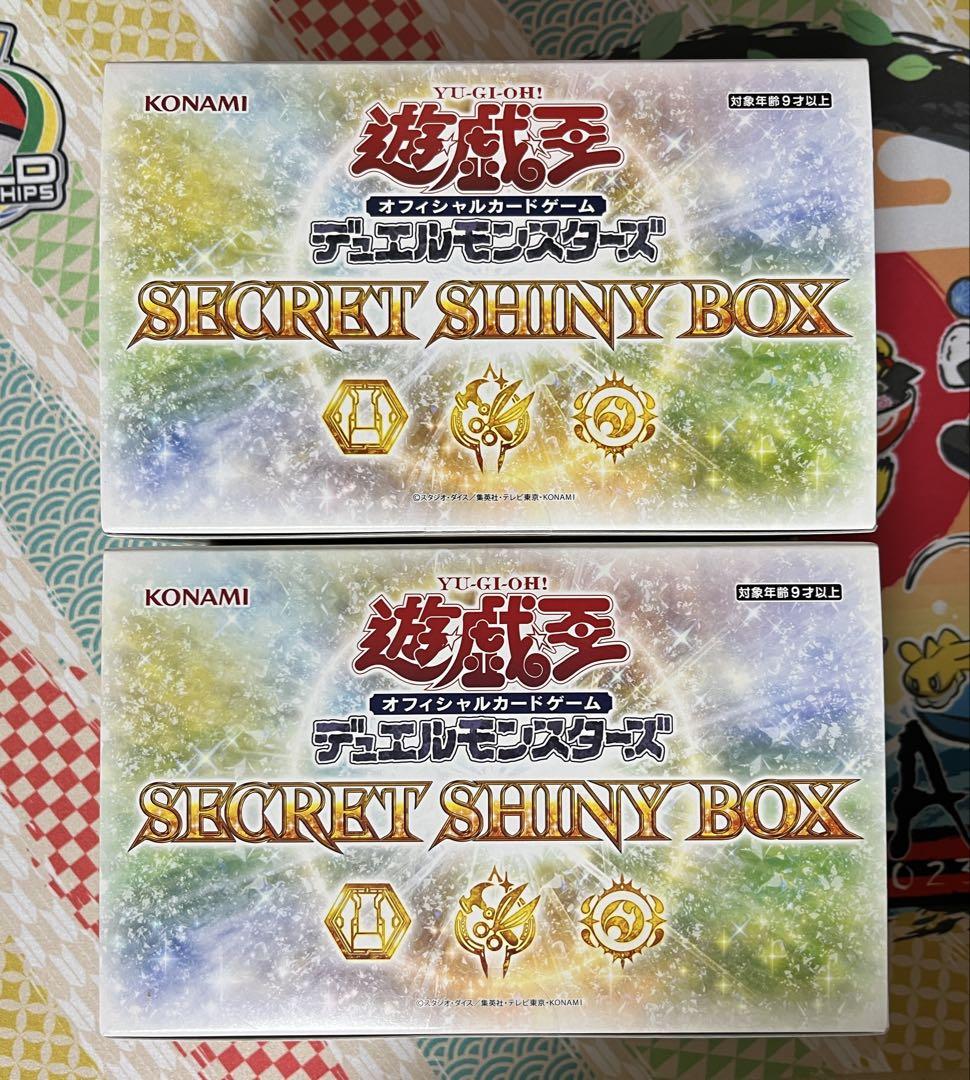 KONAMI
YU-GI-OH!
対象年齢9才以上
遊戯王
オフィシャルカードゲーム
デュエルモンスターズ
SECRET SHINY BOX
©スタジオ・ダイス/集英社・テレビ東京・KONAMI
KONAMI
YU-GI-OH!
対象年齢9才以上
遊戯王
オフィシャルカードゲーム
デュエルモンスターズ
SECRET SHINY BOX
©スタジオ・ダイス/集英社・テレビ東京・KONAMI